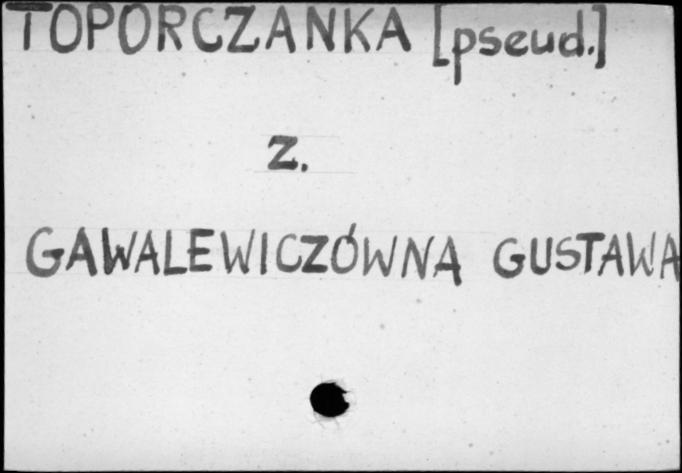 TOPORCZANKA [pseud.]
Z.
GAWALEWICZÓWNA GUSTAWA